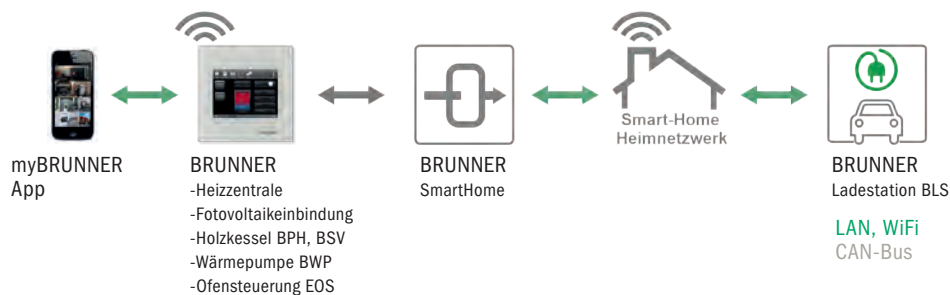 myBRUNNER
App
BRUNNER
-Heizzentrale
-Fotovoltaikeinbindung
-Holzkessel BPH, BSV
-Wärmepumpe BWP
-Ofensteuerung EOS
BRUNNER
SmartHome
Smart-Home
Heimnetzwerk
BRUNNER
Ladestation BLS
LAN, WiFi
CAN-Bus